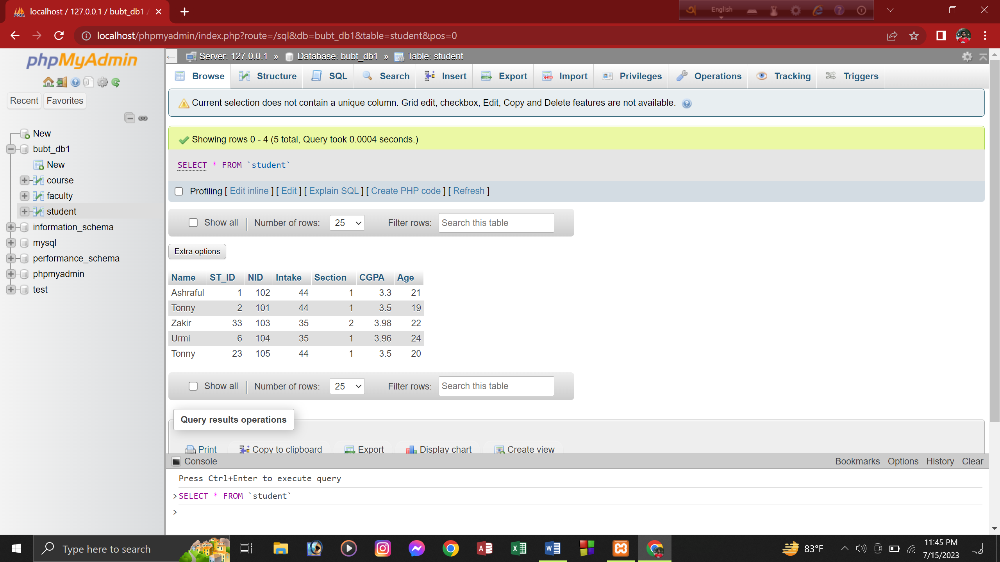 localhost / 127.0.0.1 / bubt_db1 /
English
localhost/phpmyadmin/index.php?route=/sql&db=bubt_db1&table=student&pos=0
phpMyAdmin
Recent Favorites
New
bubt_db1
New
course
faculty
student
information_schema
mysql
performance_schema
phpmyadmin
test
Server: 127.0.0.1 » Database: bubt_db1 » Table: student
Browse Structure SQL Search Insert Export Import Privileges Operations Tracking Triggers
Current selection does not contain a unique column. Grid edit, checkbox, Edit, Copy and Delete features are not available.
Showing rows 0 - 4 (5 total, Query took 0.0004 seconds.)
SELECT * FROM `student`
Profiling [ Edit inline ] [ Edit ] [ Explain SQL ] [ Create PHP code ] [ Refresh ]
Show all | Number of rows: 25 Filter rows: Search this table
Extra options
Name ST_ID NID Intake Section CGPA Age
Ashraful 1 102 44 1 3.3 21
Tonny 2 101 44 1 3.5 19
Zakir 33 103 35 2 3.98 22
Urmi 6 104 35 1 3.96 24
Tonny 23 105 44 1 3.5 20
Show all | Number of rows: 25 Filter rows: Search this table
Query results operations
Print Copy to clipboard Export Display chart Create view
Console Bookmarks Options History Clear
Press Ctrl+Enter to execute query
>SELECT * FROM `student`
>
Type here to search
83°F
11:45 PM
7/15/2023